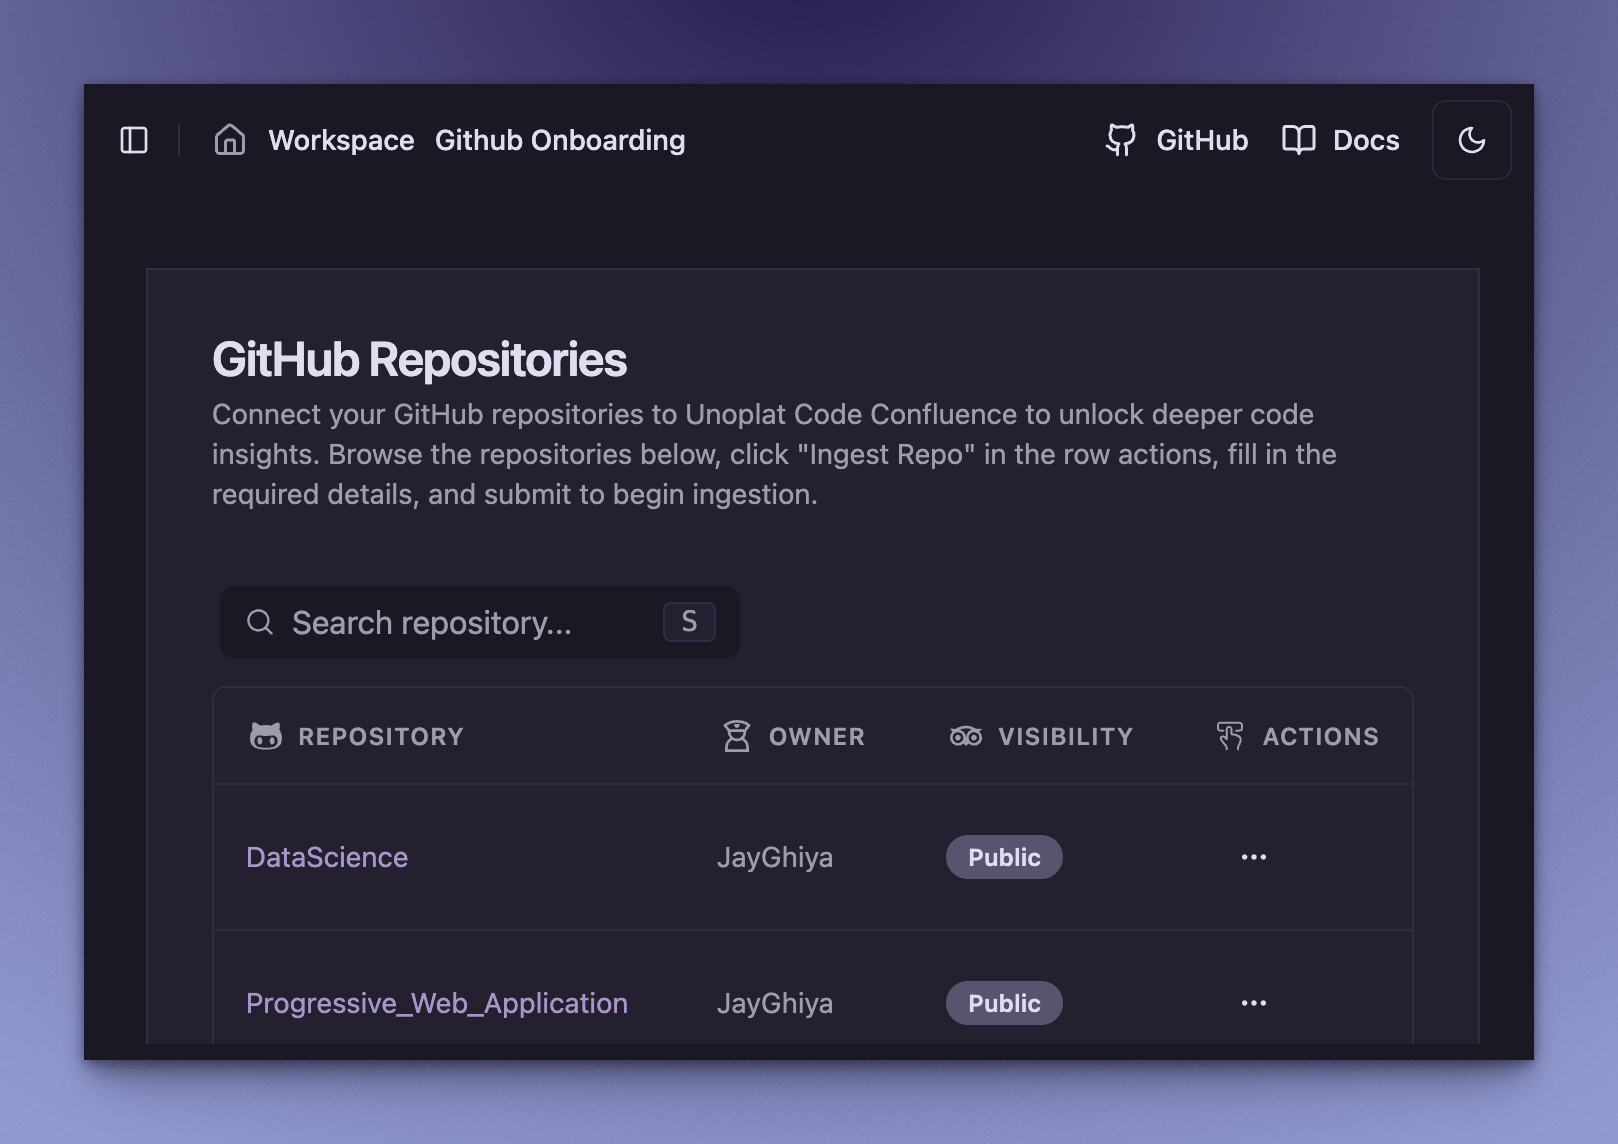 Workspace Github Onboarding GitHub Docs
GitHub Repositories
Connect your GitHub repositories to Unoplat Code Confluence to unlock deeper code
insights. Browse the repositories below, click "Ingest Repo" in the row actions, fill in the
required details, and submit to begin ingestion.
Search repository... S
REPOSITORY OWNER VISIBILITY ACTIONS
DataScience JayGhiya Public
Progressive_Web_Application JayGhiya Public